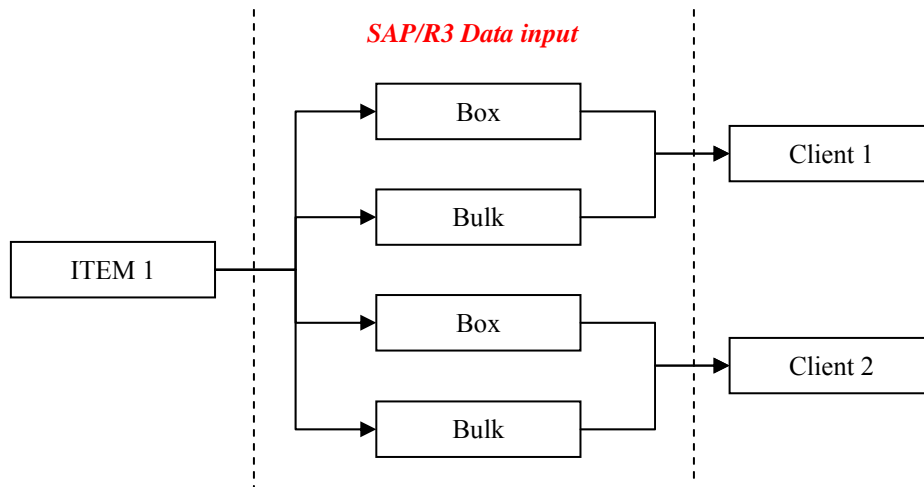 SAP/R3 Data input
Box
Client 1
Bulk
ITEM 1
Box
Client 2
Bulk